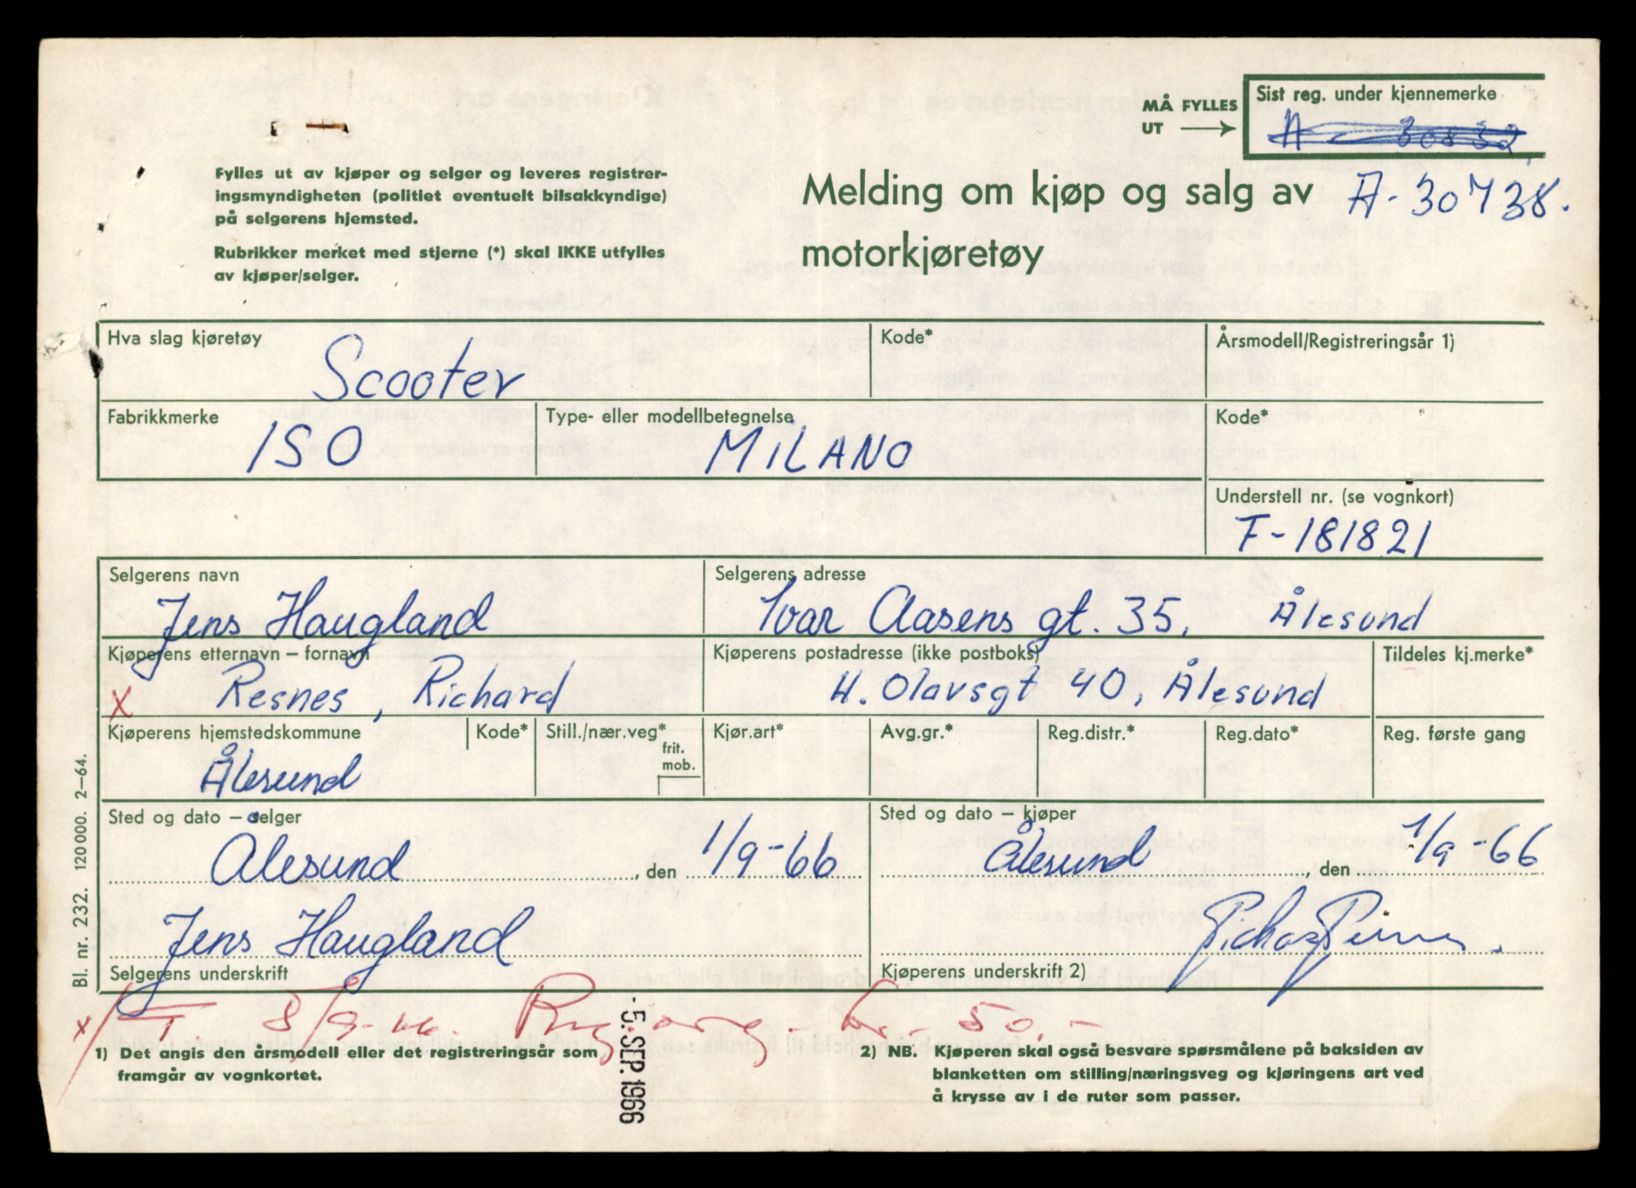 MÅ FYLLES
UT
Sist reg. under kjennemerke
Fylles ut av kjøper og selger og leveres registrer-
ingsmyndigheten (politiet eventuelt bilsakkyndige)
på selgerens hjemsted.
Rubrikker merket med stjerne (*) skal IKKE utfylles
av kjøper/selger.
Melding om kjøp og salg av
motorkjøretøy
A-30738.
Hva slag kjøretøy
Scooter
Kode*
Årsmodell/Registreringsår 1)
Fabrikkmerke
ISO
Type- eller modellbetegnelse
MILANO
Kode*
Understell nr. (se vognkort)
F-181821
Selgerens navn
Jens Haugland
Selgerens adresse
Ivar Aasens gt. 35, Ålesund
Kjøperens etternavn – fornavn
x Resnes, Richard
Kjøperens postadresse (ikke postboks)
H. Olavsgt 40, Ålesund
Tildeles kj.merke*
Kjøperens hjemstedskommune
Ålesund
Kode*
Still./nær.veg*
frit.
mob.
Kjør.art*
Avg.gr.*
Reg.distr.*
Reg.dato*
Reg. første gang
Sted og dato – selger
Ålesund, den 1/9-66
Sted og dato – kjøper
Ålesund, den 1/9-66
Jens Haugland
Selgerens underskrift
Kjøperens underskrift 2)
Bl. nr. 232. 120000. 2–64.
x
kr. 50,-
- 5. SEP. 1966
1) Det angis den årsmodell eller det registreringsår som
framgår av vognkortet.
2) NB. Kjøperen skal også besvare spørsmålene på baksiden av
blanketten om stilling/næringsveg og kjøringens art ved
å krysse av i de ruter som passer.